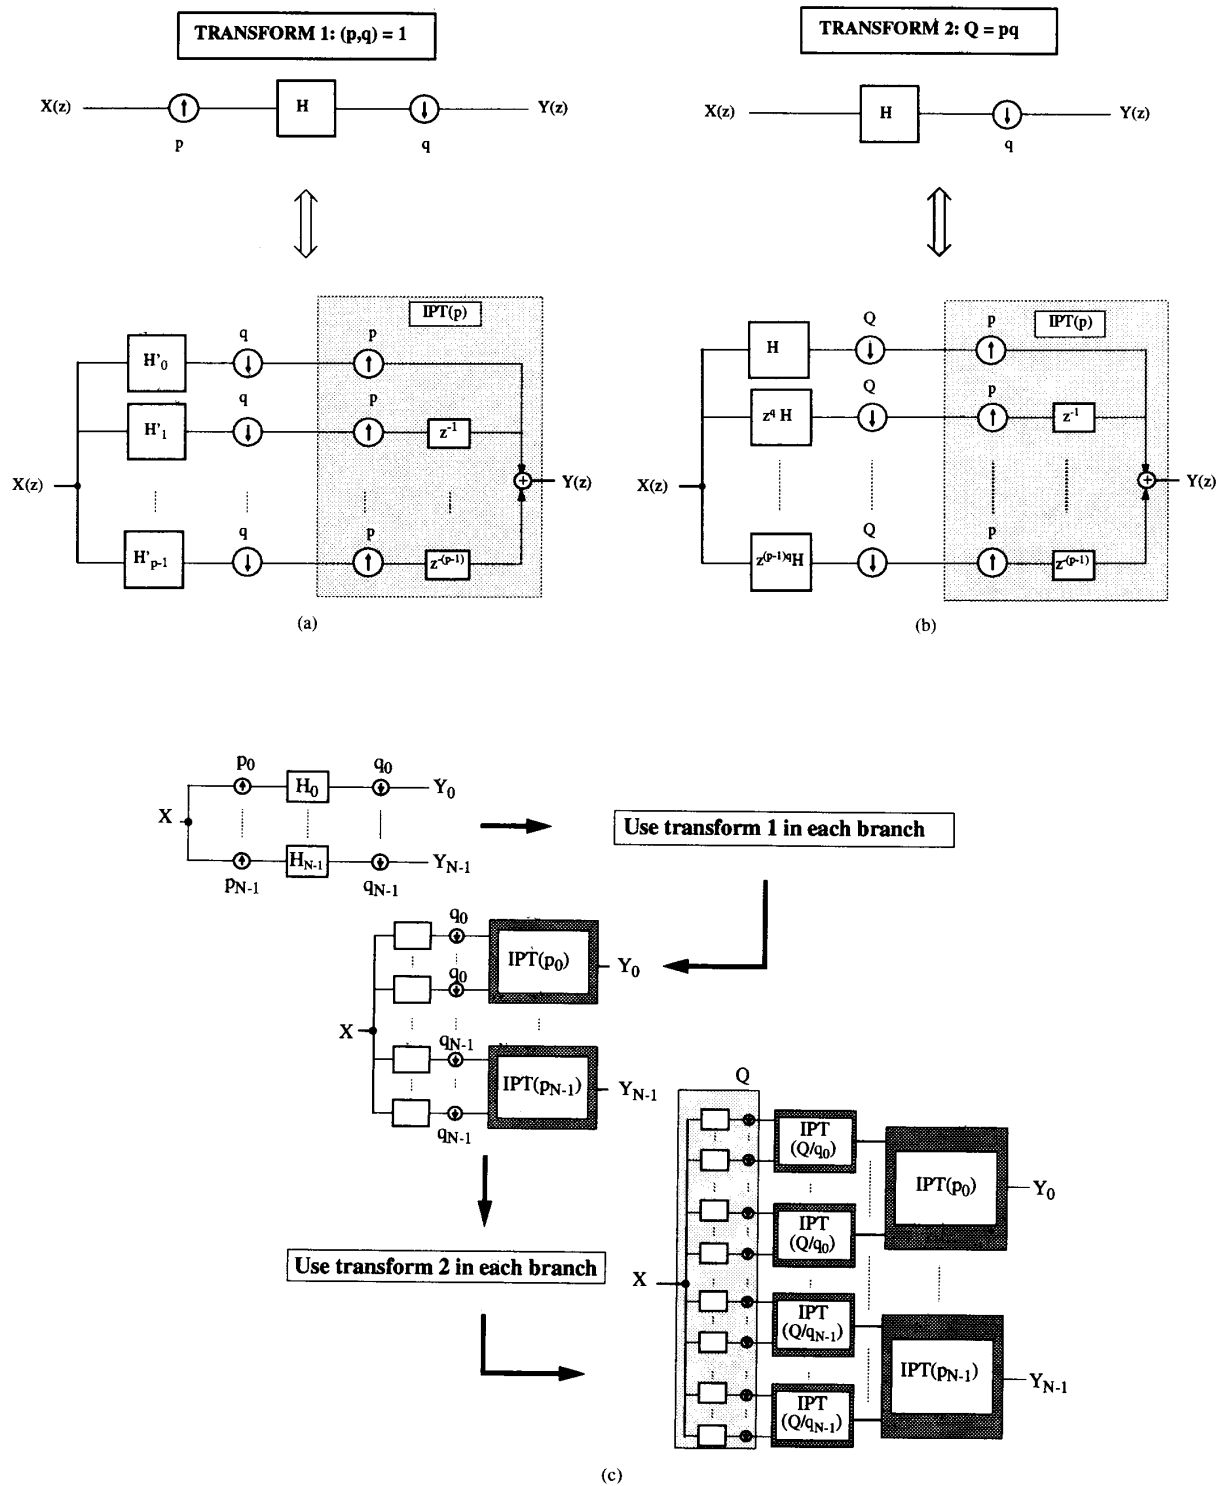 TRANSFORM 1: (p,q) = 1
X(z) p H q Y(z)
IPT(p)
H'0 q p
H'1 q p z-1
X(z) + Y(z)
H'p-1 q p z-(p-1)
(a)
TRANSFORM 2: Q = pq
X(z) H q Y(z)
IPT(p)
H Q p
zq H Q p z-1
X(z) + Y(z)
z(p-1)qH Q p z-(p-1)
(b)
p0 H0 q0 Y0
X
pN-1 HN-1 qN-1 YN-1
Use transform 1 in each branch
q0
IPT(p0) Y0
q0
X
qN-1
IPT(pN-1) YN-1
qN-1
Use transform 2 in each branch
Q
IPT
(Q/q0)
IPT(p0) Y0
IPT
(Q/q0)
X
IPT
(Q/qN-1)
IPT(pN-1) YN-1
IPT
(Q/qN-1)
(c)